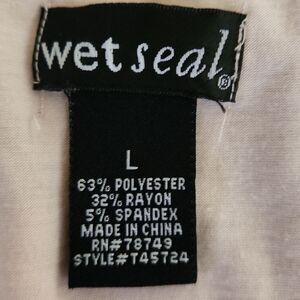 wet seal®
L
63% POLYESTER
32% RAYON
5% SPANDEX
MADE IN CHINA
RN#78749
STYLE#T45724